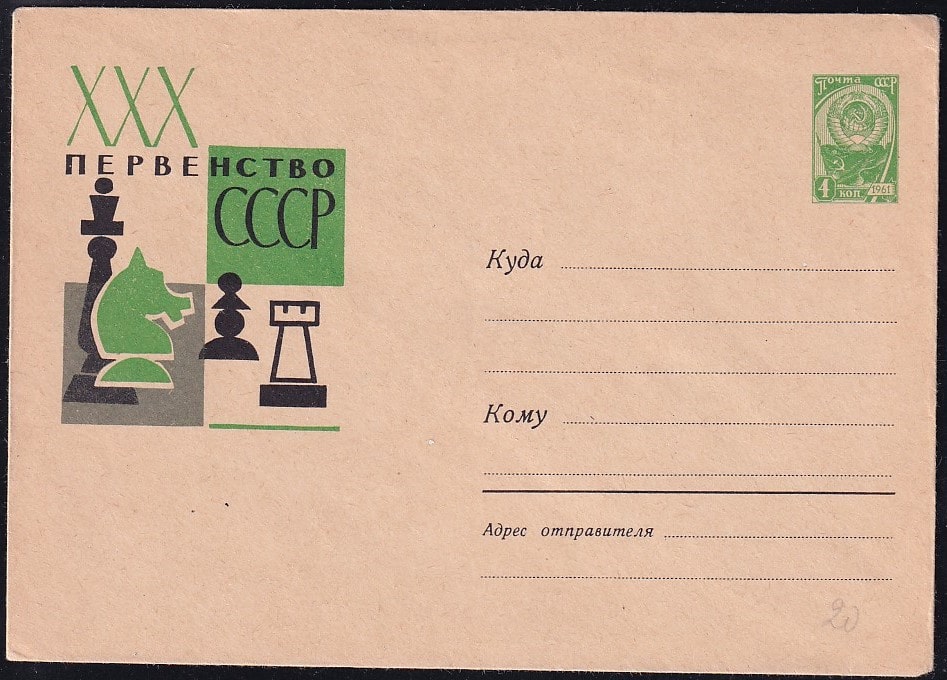 XXX
ПЕРВЕНСТВО
СССР
Почта СССР
4 коп. 1961
Куда
Кому
Адрес отправителя
20